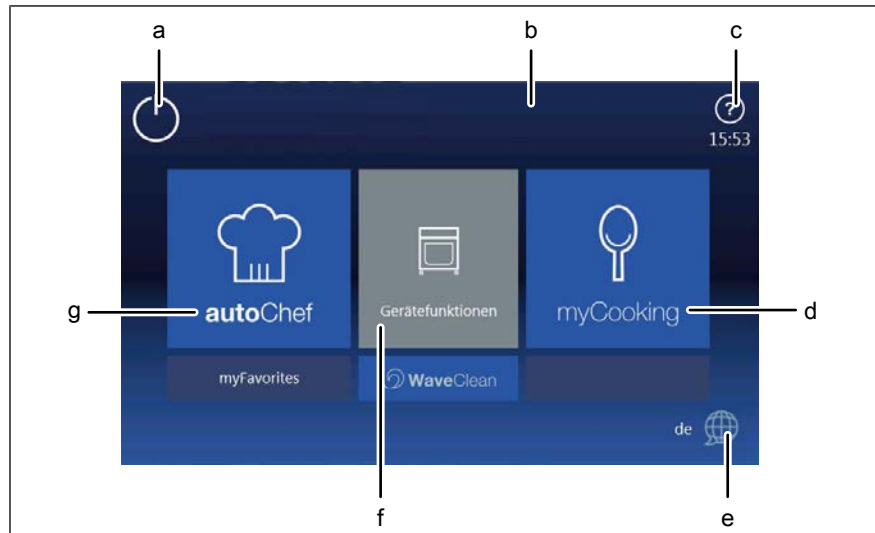 a b c
15:53
autoChef Gerätefunktionen myCooking
g d
myFavorites WaveClean
de
f e